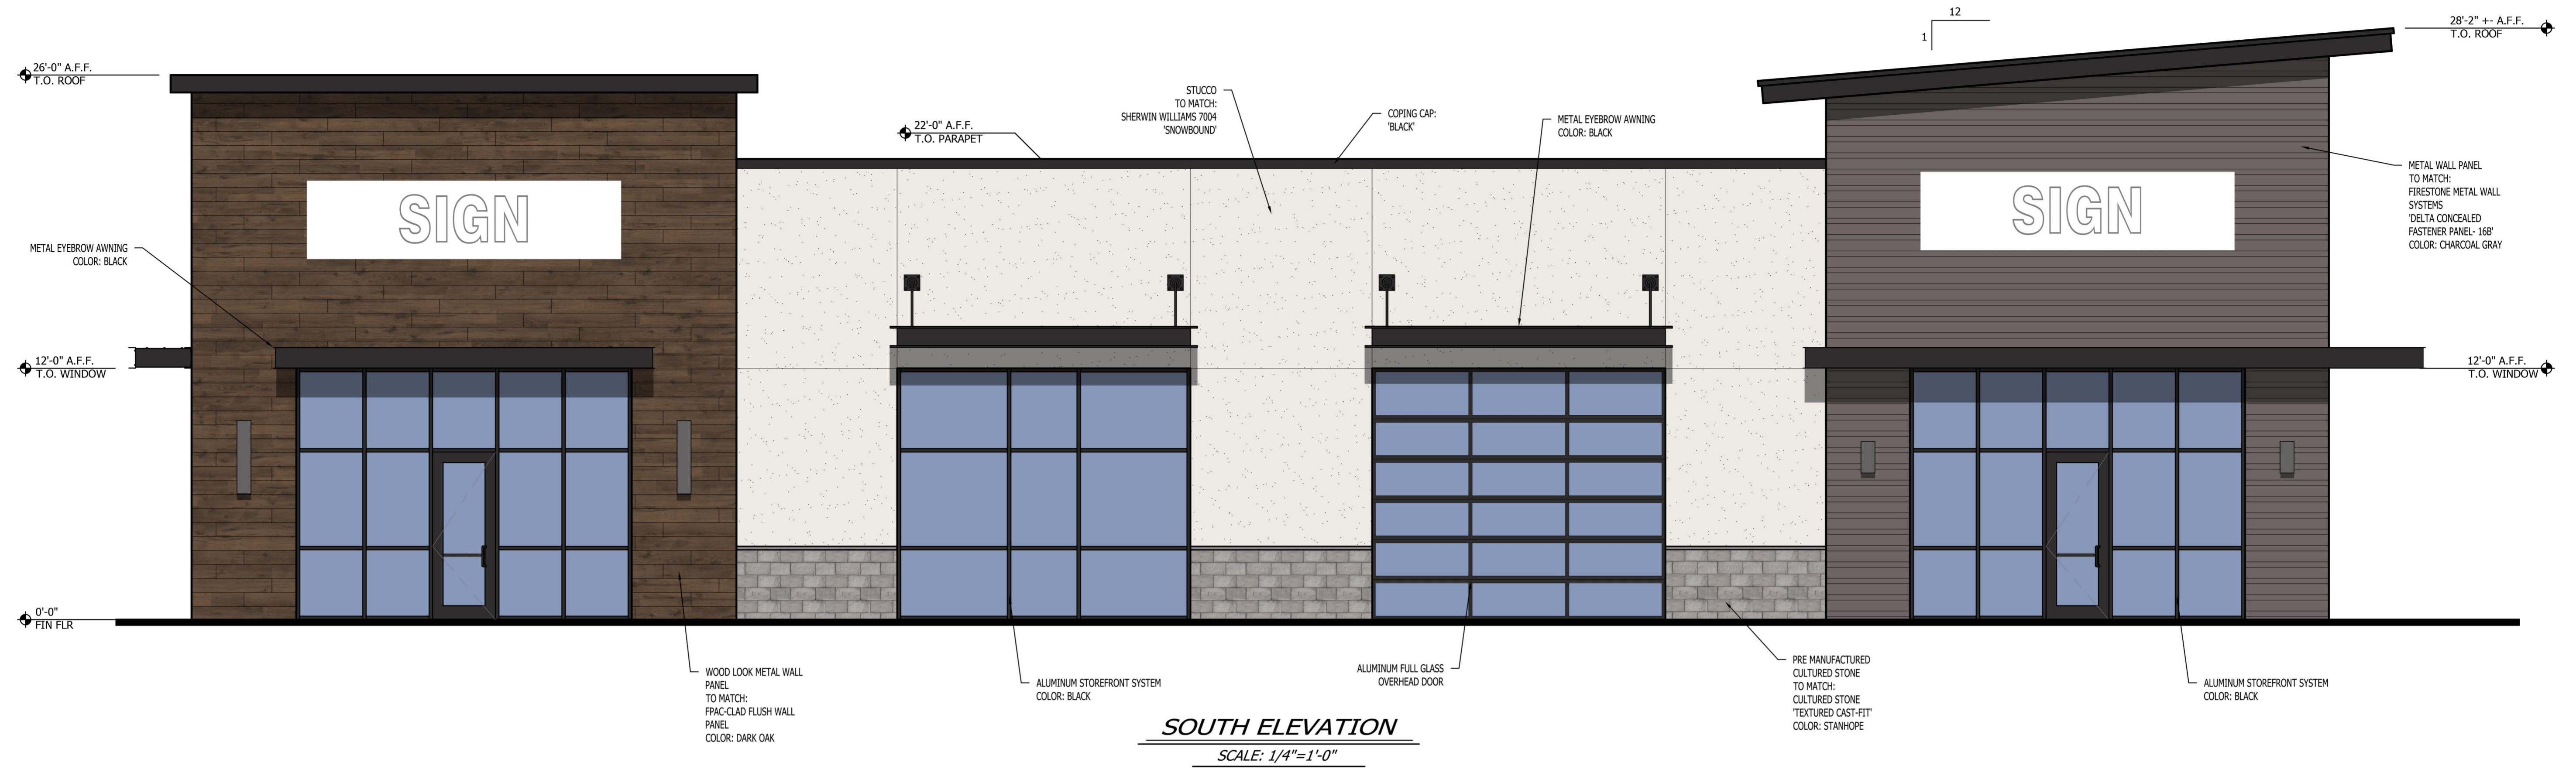 12
1
28'-2" +- A.F.F.
T.O. ROOF
26'-0" A.F.F.
T.O. ROOF
STUCCO
TO MATCH:
SHERWIN WILLIAMS 7004
'SNOWBOUND'
COPING CAP:
'BLACK'
METAL EYEBROW AWNING
COLOR: BLACK
22'-0" A.F.F.
T.O. PARAPET
METAL WALL PANEL
TO MATCH:
FIRESTONE METAL WALL
SYSTEMS
'DELTA CONCEALED
FASTENER PANEL- 16B'
COLOR: CHARCOAL GRAY
SIGN
SIGN
METAL EYEBROW AWNING
COLOR: BLACK
12'-0" A.F.F.
T.O. WINDOW
12'-0" A.F.F.
T.O. WINDOW
0'-0"
FIN FLR
WOOD LOOK METAL WALL
PANEL
TO MATCH:
FPAC-CLAD FLUSH WALL
PANEL
COLOR: DARK OAK
ALUMINUM STOREFRONT SYSTEM
COLOR: BLACK
ALUMINUM FULL GLASS
OVERHEAD DOOR
PRE MANUFACTURED
CULTURED STONE
TO MATCH:
CULTURED STONE
'TEXTURED CAST-FIT'
COLOR: STANHOPE
ALUMINUM STOREFRONT SYSTEM
COLOR: BLACK
SOUTH ELEVATION
SCALE: 1/4"=1'-0"